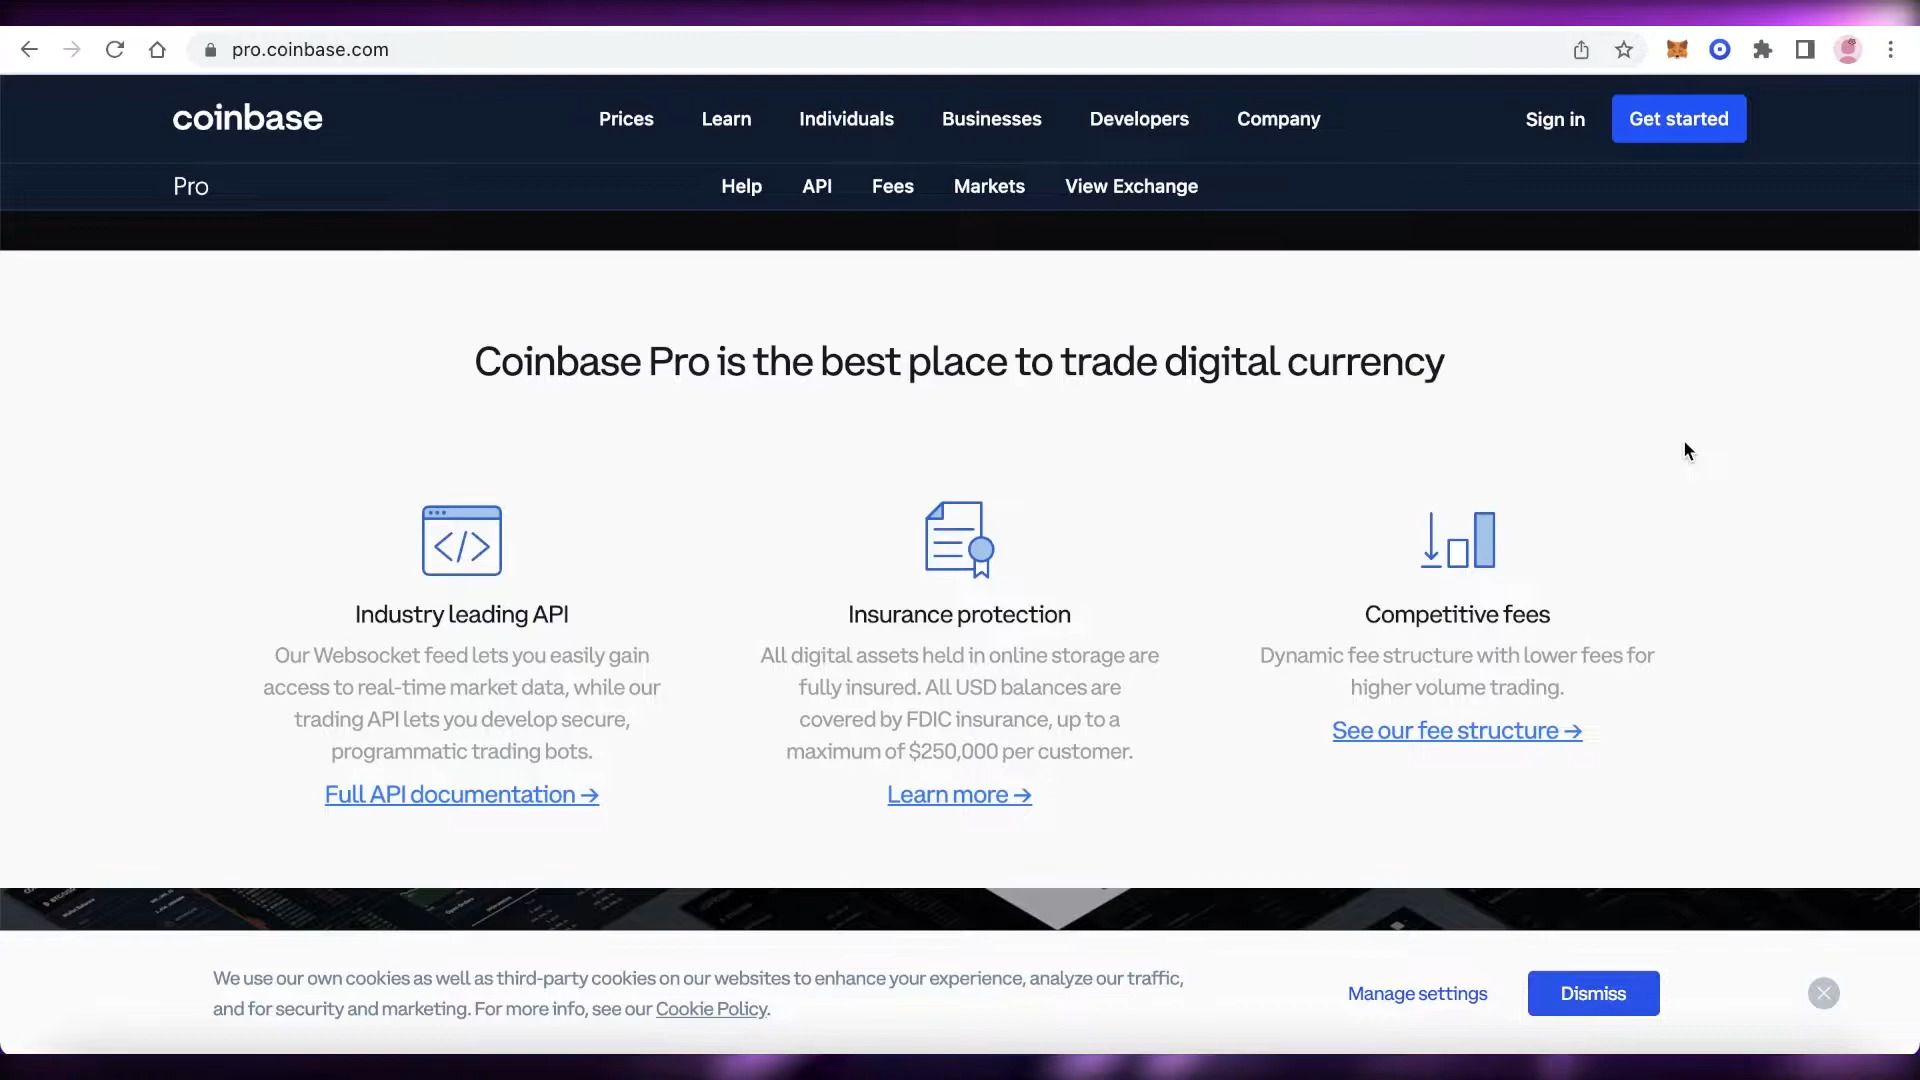 pro.coinbase.com
coinbase
Prices Learn Individuals Businesses Developers Company
Sign in Get started
Pro
Help API Fees Markets View Exchange
Coinbase Pro is the best place to trade digital currency
Industry leading API
Our Websocket feed lets you easily gain
access to real-time market data, while our
trading API lets you develop secure,
programmatic trading bots.
Full API documentation →
Insurance protection
All digital assets held in online storage are
fully insured. All USD balances are
covered by FDIC insurance, up to a
maximum of $250,000 per customer.
Learn more →
Competitive fees
Dynamic fee structure with lower fees for
higher volume trading.
See our fee structure →
We use our own cookies as well as third-party cookies on our websites to enhance your experience, analyze our traffic,
and for security and marketing. For more info, see our Cookie Policy.
Manage settings Dismiss